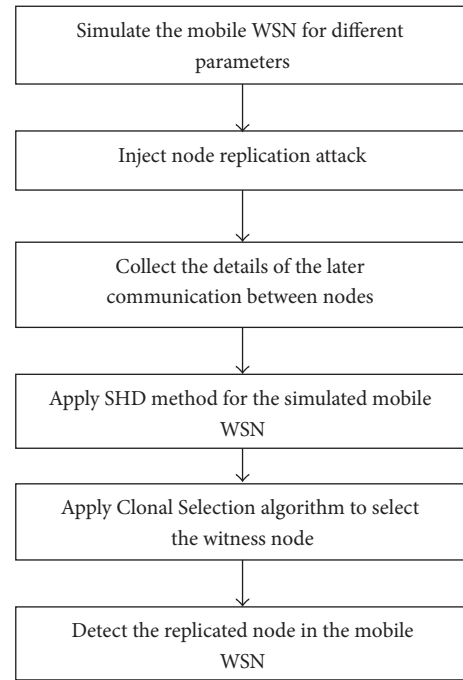 Simulate the mobile WSN for different
parameters
Inject node replication attack
Collect the details of the later
communication between nodes
Apply SHD method for the simulated mobile
WSN
Apply Clonal Selection algorithm to select
the witness node
Detect the replicated node in the mobile
WSN